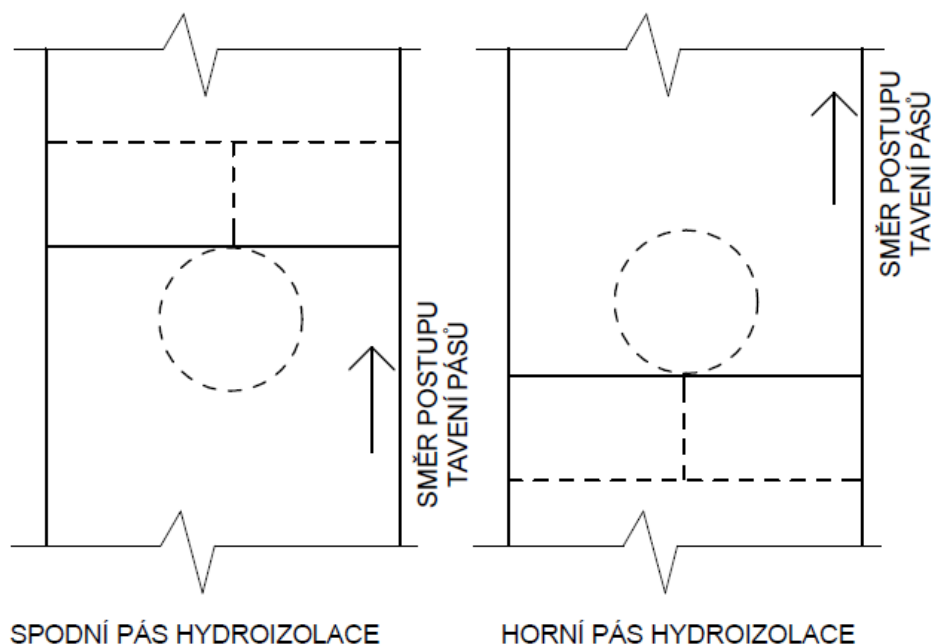 SMĚR POSTUPU
TAVENÍ PÁSŮ
SMĚR POSTUPU
TAVENÍ PÁSŮ
SPODNÍ PÁS HYDROIZOLACE
HORNÍ PÁS HYDROIZOLACE